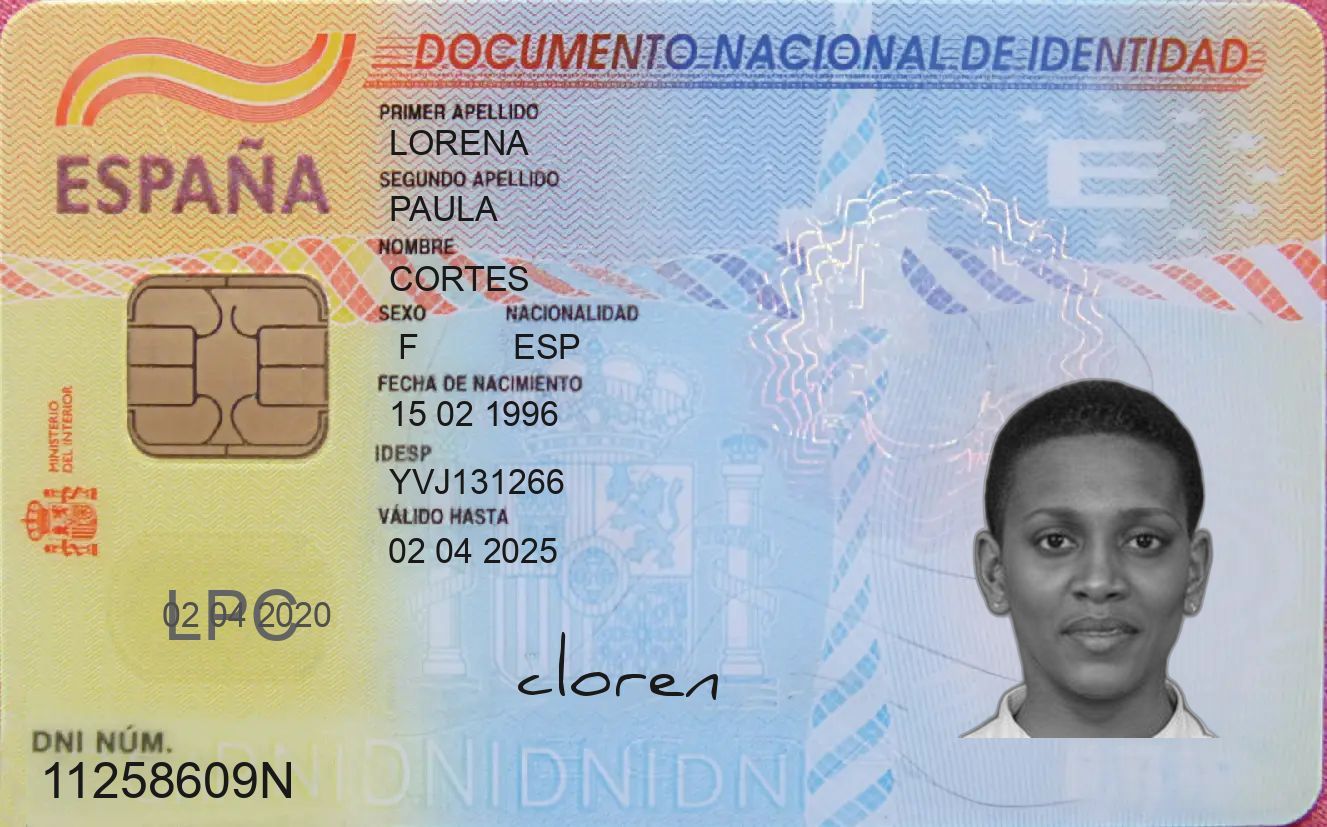 DOCUMENTO NACIONAL DE IDENTIDAD
ESPAÑA
PRIMER APELLIDO
LORENA
SEGUNDO APELLIDO
PAULA
NOMBRE
CORTES
SEXO NACIONALIDAD
F ESP
FECHA DE NACIMIENTO
15 02 1996
IDESP
YVJ131266
VÁLIDO HASTA
02 04 2025
MINISTERIO
DEL INTERIOR
E
LPC
02 04 2020
cloren
DNI NÚM.
11258609N
DNIDNIDNIDNI